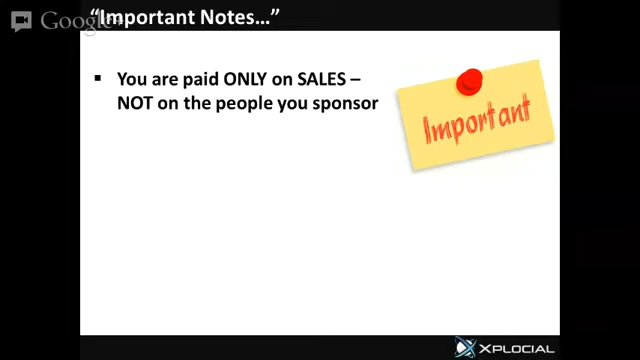 Google+
“Important Notes…”
▪ You are paid ONLY on SALES –
NOT on the people you sponsor
Important
XPLOCIAL